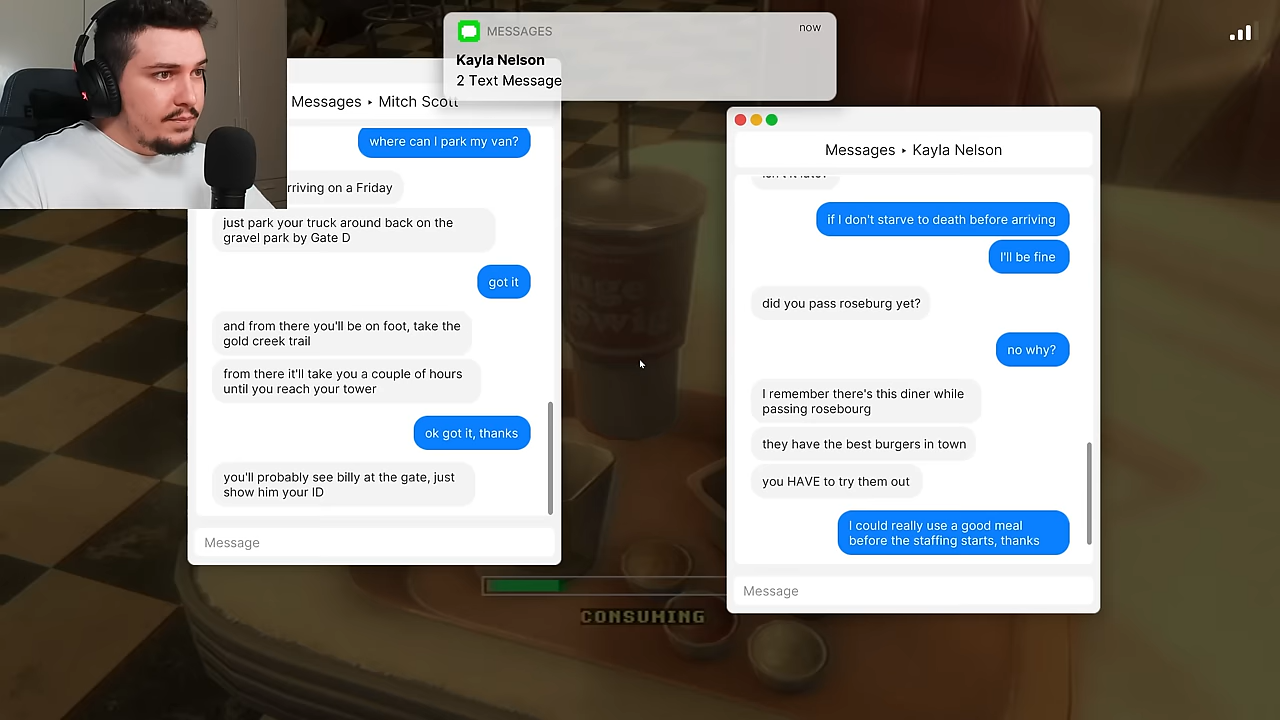 MESSAGES
now
Kayla Nelson
2 Text Message
Messages ▸ Mitch Scott
where can I park my van?
rriving on a Friday
just park your truck around back on the
gravel park by Gate D
got it
and from there you'll be on foot, take the
gold creek trail
from there it'll take you a couple of hours
until you reach your tower
ok got it, thanks
you'll probably see billy at the gate, just
show him your ID
Message
Messages ▸ Kayla Nelson
isn't it late?
if I don't starve to death before arriving
I'll be fine
did you pass roseburg yet?
no why?
I remember there's this diner while
passing rosebourg
they have the best burgers in town
you HAVE to try them out
I could really use a good meal
before the staffing starts, thanks
Message
CONSUMING